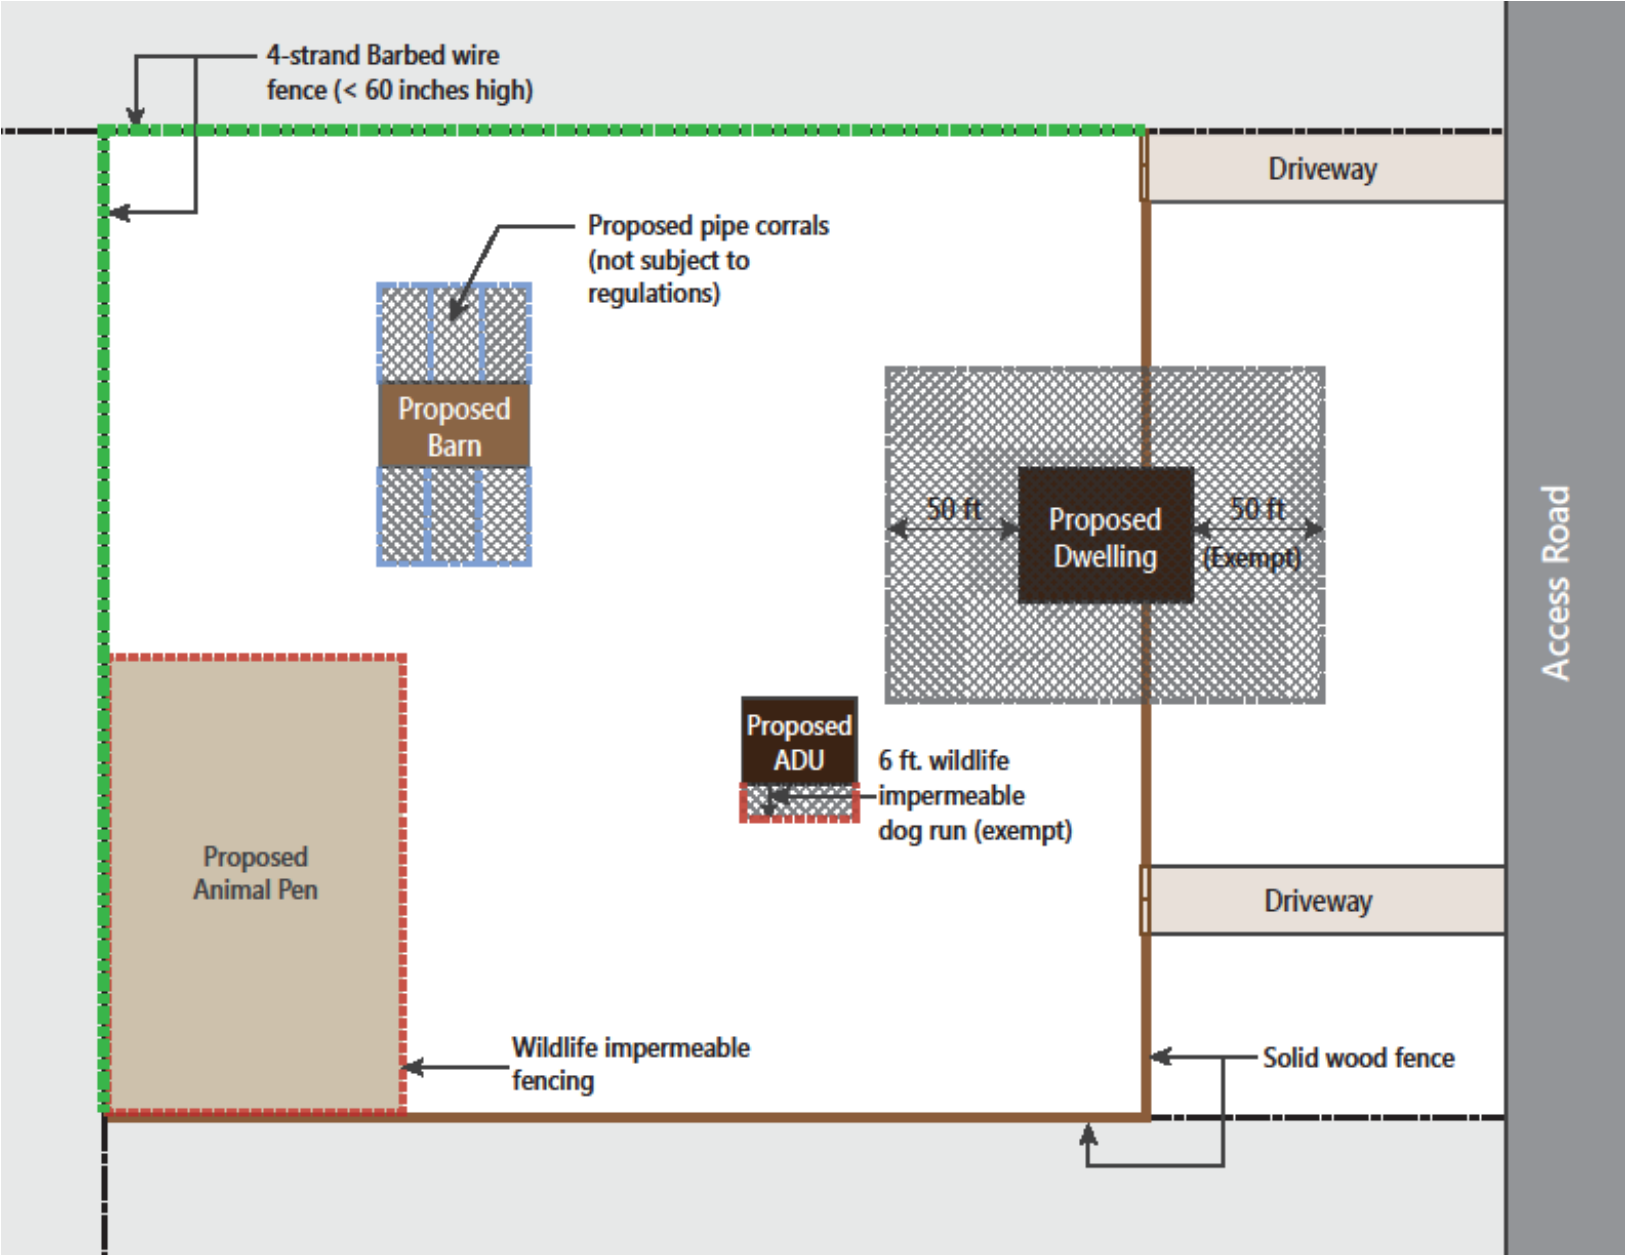 4-strand Barbed wire
fence (< 60 inches high)
Driveway
Proposed pipe corrals
(not subject to
regulations)
Proposed
Barn
50 ft
Proposed
Dwelling
50 ft
(Exempt)
Access Road
Proposed
ADU
6 ft. wildlife
impermeable
dog run (exempt)
Proposed
Animal Pen
Driveway
Wildlife impermeable
fencing
Solid wood fence